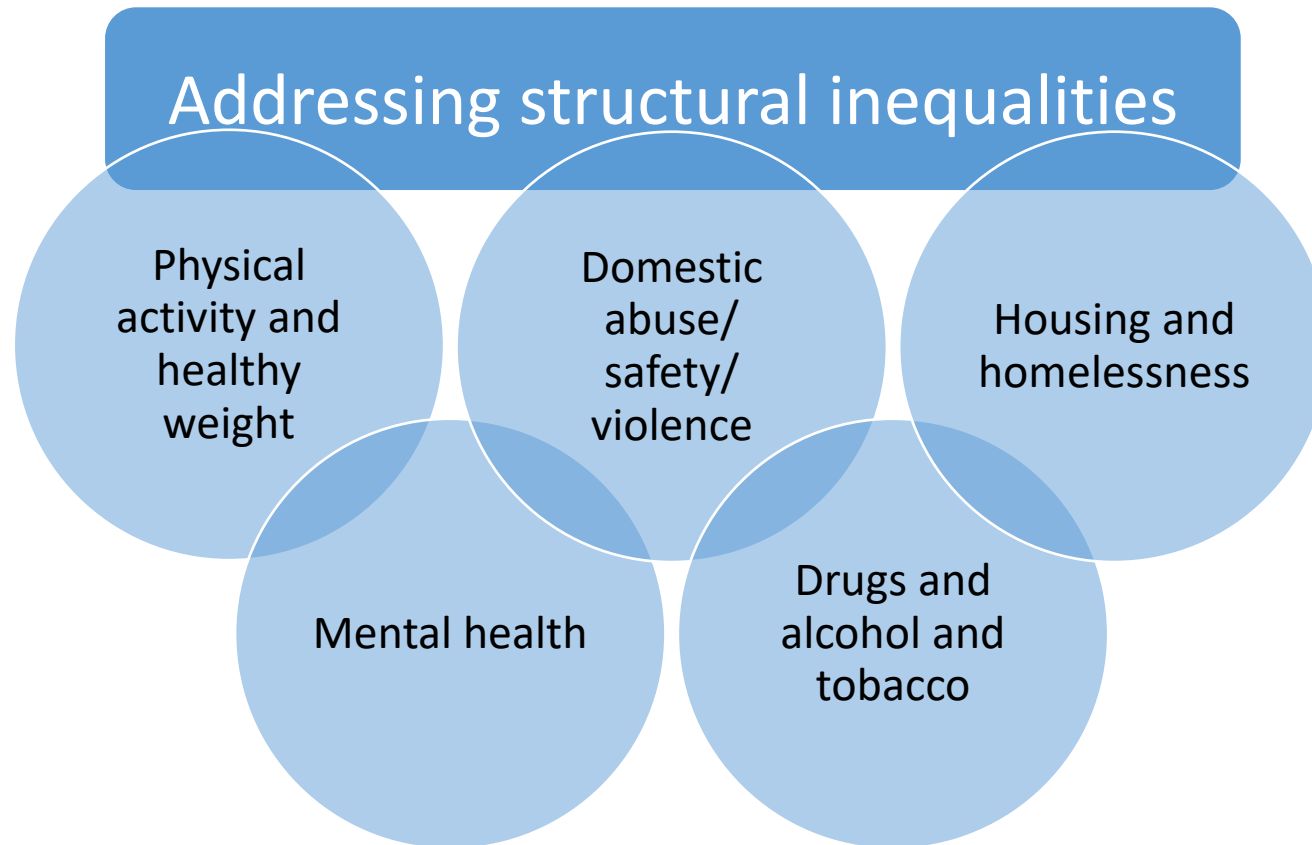 Addressing structural inequalities
Physical
activity and
healthy
weight
Domestic
abuse/
safety/
violence
Housing and
homelessness
Mental health
Drugs and
alcohol and
tobacco